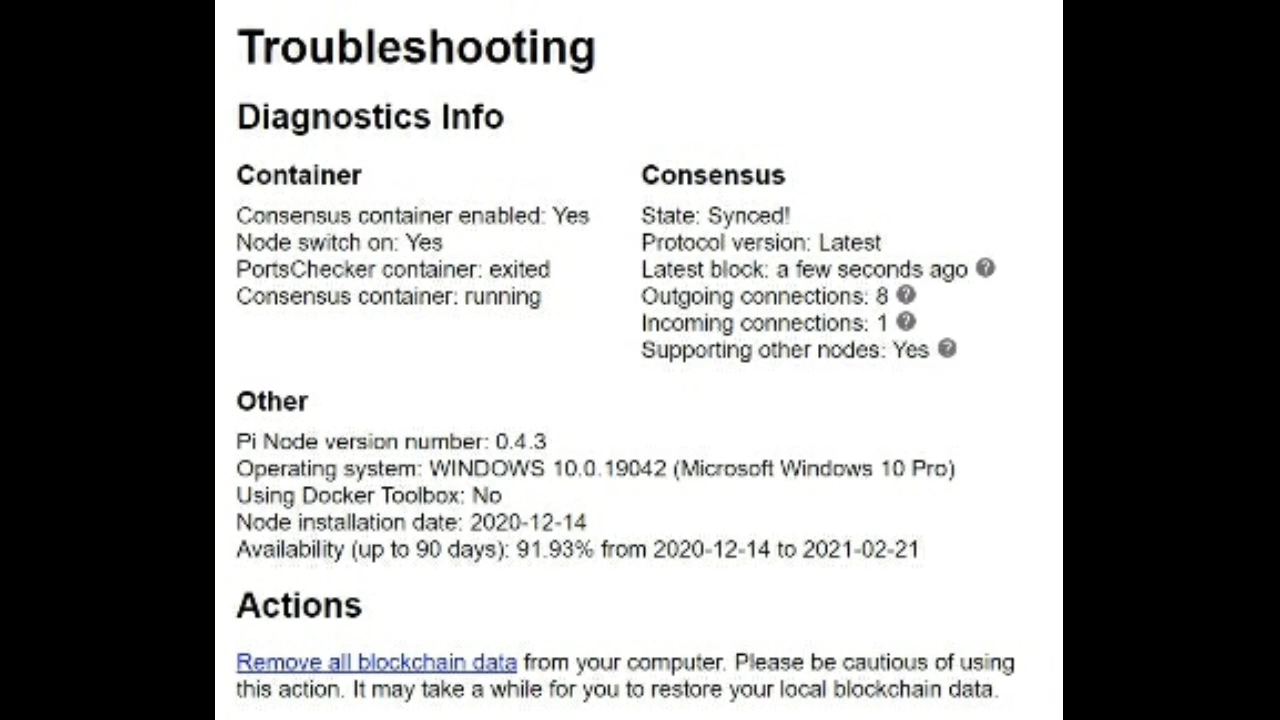 Troubleshooting
Diagnostics Info
Container
Consensus container enabled: Yes
Node switch on: Yes
PortsChecker container: exited
Consensus container: running
Consensus
State: Synced!
Protocol version: Latest
Latest block: a few seconds ago
Outgoing connections: 8
Incoming connections: 1
Supporting other nodes: Yes
Other
Pi Node version number: 0.4.3
Operating system: WINDOWS 10.0.19042 (Microsoft Windows 10 Pro)
Using Docker Toolbox: No
Node installation date: 2020-12-14
Availability (up to 90 days): 91.93% from 2020-12-14 to 2021-02-21
Actions
Remove all blockchain data from your computer. Please be cautious of using
this action. It may take a while for you to restore your local blockchain data.